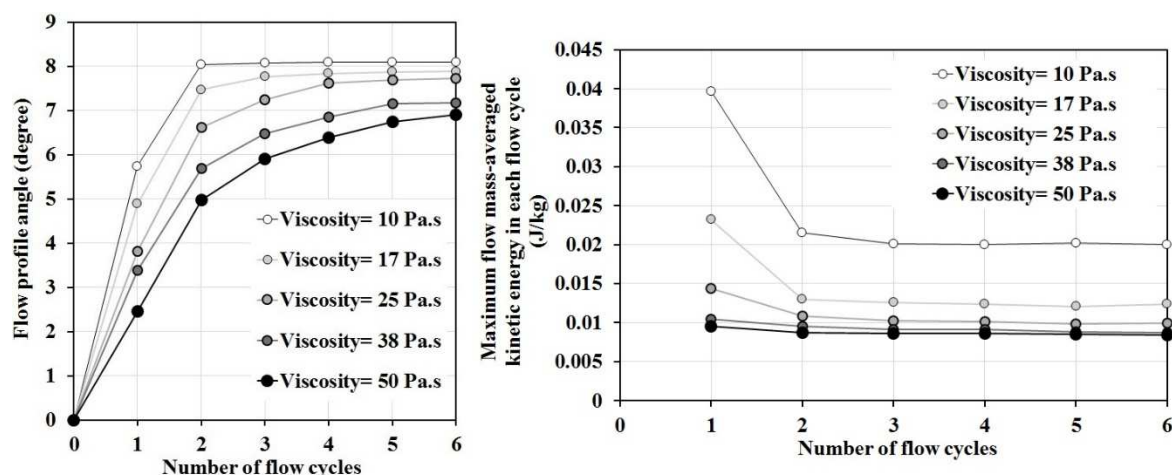 Flow profile angle (degree)
9
8
7
6
5
4
3
2
1
0
Viscosity= 10 Pa.s
Viscosity= 17 Pa.s
Viscosity= 25 Pa.s
Viscosity= 38 Pa.s
Viscosity= 50 Pa.s
0 1 2 3 4 5 6
Number of flow cycles
Maximum flow mass-averaged
kinetic energy in each flow cycle
(J/kg)
0.045
0.04
0.035
0.03
0.025
0.02
0.015
0.01
0.005
0
Viscosity= 10 Pa.s
Viscosity= 17 Pa.s
Viscosity= 25 Pa.s
Viscosity= 38 Pa.s
Viscosity= 50 Pa.s
0 1 2 3 4 5 6
Number of flow cycles